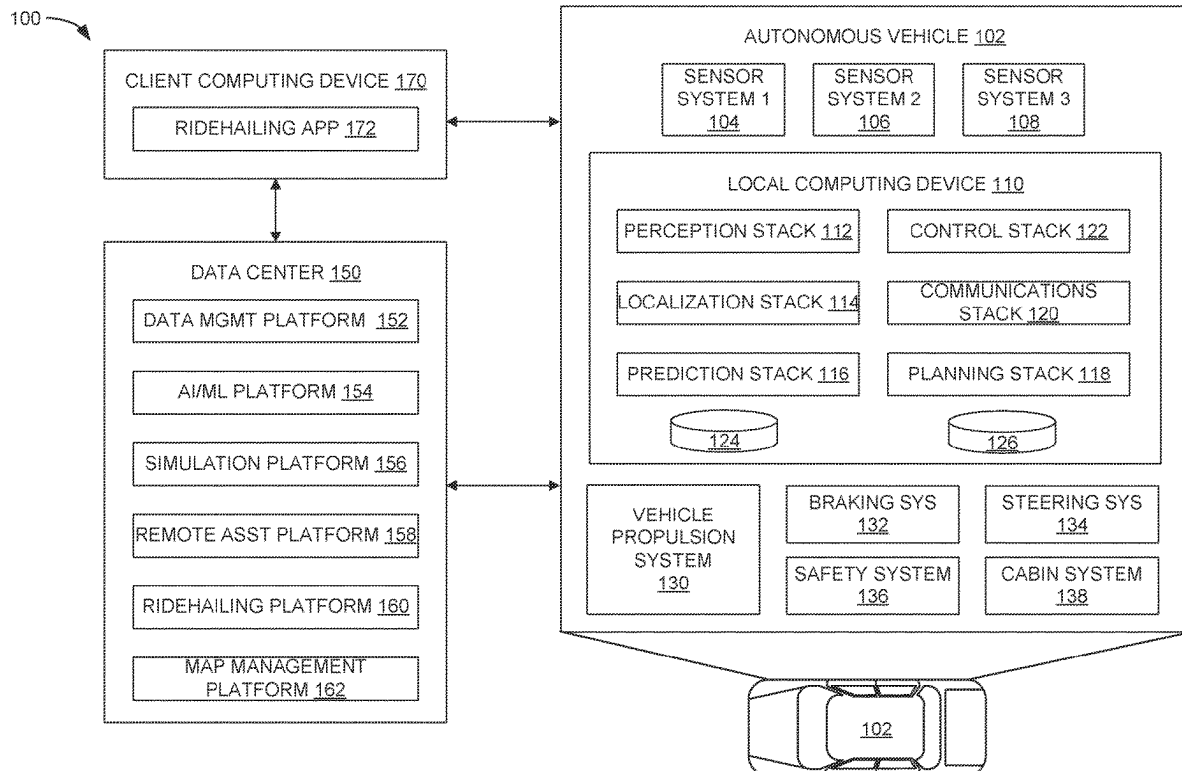 100
CLIENT COMPUTING DEVICE 170
RIDEHAILING APP 172
DATA CENTER 150
DATA MGMT PLATFORM 152
AI/ML PLATFORM 154
SIMULATION PLATFORM 156
REMOTE ASST PLATFORM 158
RIDEHAILING PLATFORM 160
MAP MANAGEMENT
PLATFORM 162
AUTONOMOUS VEHICLE 102
SENSOR
SYSTEM 1
104
SENSOR
SYSTEM 2
106
SENSOR
SYSTEM 3
108
LOCAL COMPUTING DEVICE 110
PERCEPTION STACK 112
CONTROL STACK 122
LOCALIZATION STACK 114
COMMUNICATIONS
STACK 120
PREDICTION STACK 116
PLANNING STACK 118
124
126
VEHICLE
PROPULSION
SYSTEM
130
BRAKING SYS
132
STEERING SYS
134
SAFETY SYSTEM
136
CABIN SYSTEM
138
102